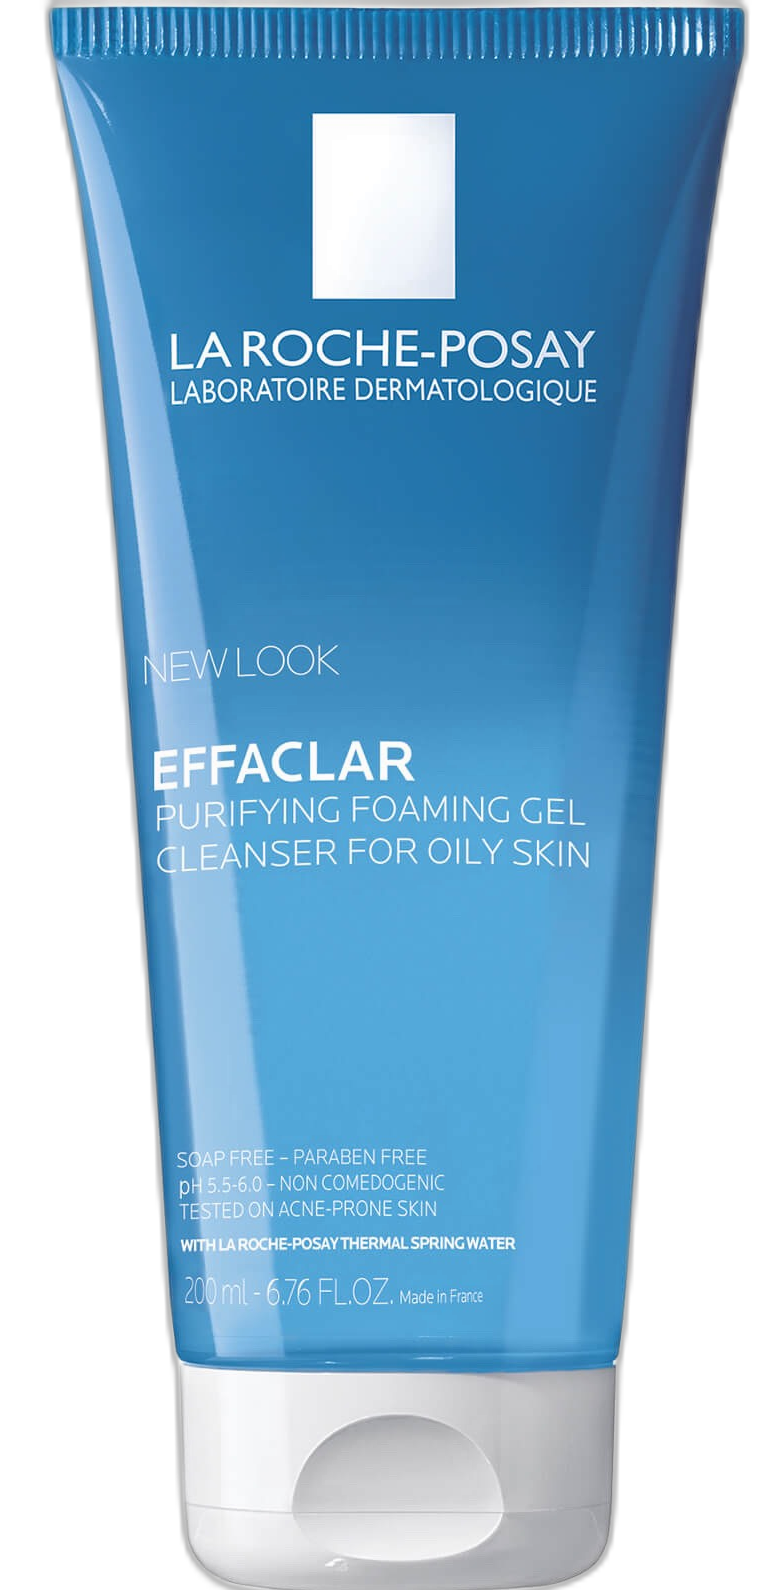 LA ROCHE-POSAY
LABORATOIRE DERMATOLOGIQUE
NEW LOOK
EFFACLAR
PURIFYING FOAMING GEL
CLEANSER FOR OILY SKIN
SOAP FREE – PARABEN FREE
pH 5.5-6.0 – NON COMEDOGENIC
TESTED ON ACNE-PRONE SKIN
WITH LA ROCHE-POSAY THERMAL SPRING WATER
200 ml - 6.76 FL.OZ. Made in France